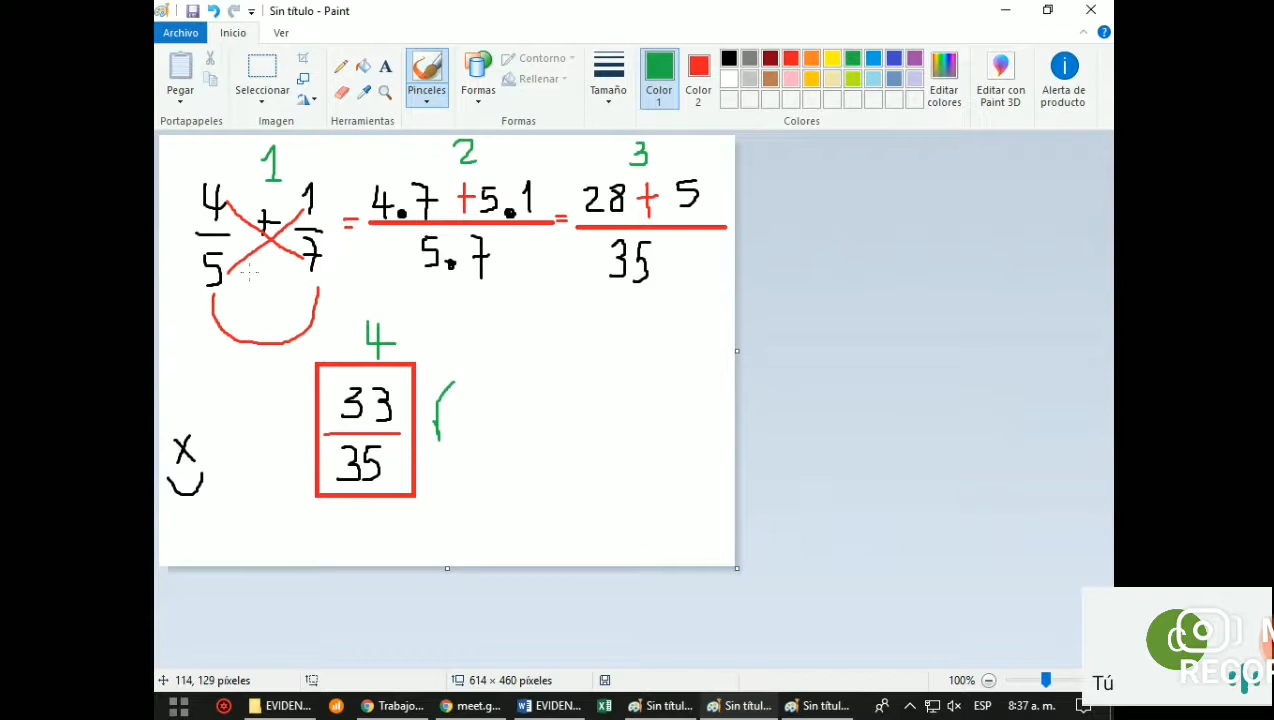 Sin título - Paint
Archivo Inicio Ver
Pegar
Seleccionar
Pinceles
Formas
Contorno
Rellenar
Tamaño
Color 1
Color 2
Editar colores
Editar con Paint 3D
Alerta de producto
Portapapeles
Imagen
Herramientas
Formas
Colores
1 2 3
4 + 1 = 4.7 + 5.1 = 28 + 5
5 7 5.7 35
4
33
35
x
C
RECOR
Tú
114, 129 píxeles
614 × 460 píxeles
100%
EVIDEN...
Trabajo...
meet.g...
EVIDEN...
Sin títul...
Sin títul...
Sin títul...
ESP
8:37 a. m.